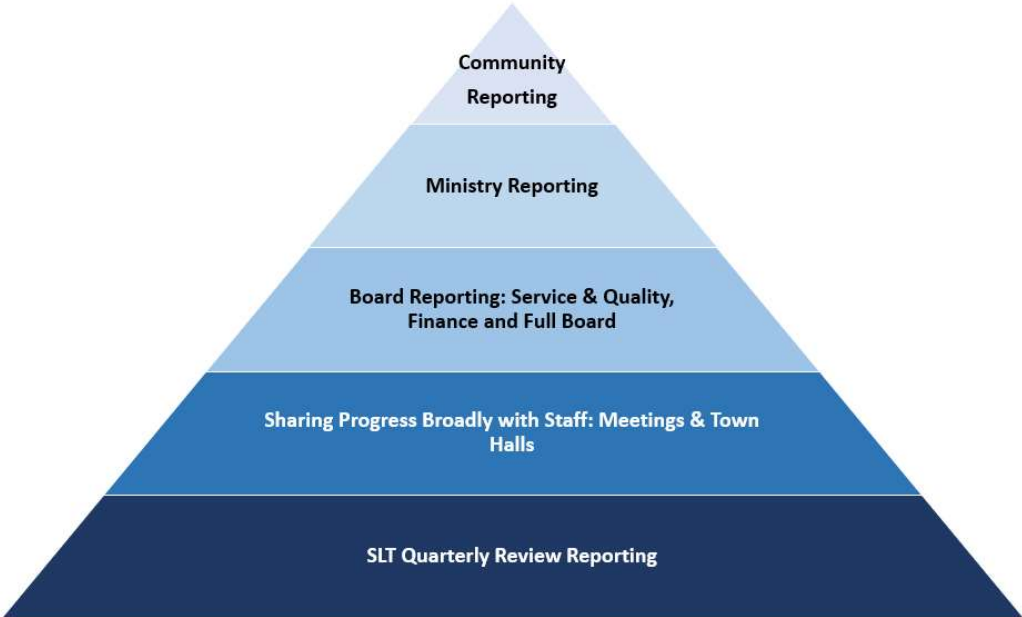 Community
Reporting
Ministry Reporting
Board Reporting: Service & Quality,
Finance and Full Board
Sharing Progress Broadly with Staff: Meetings & Town
Halls
SLT Quarterly Review Reporting